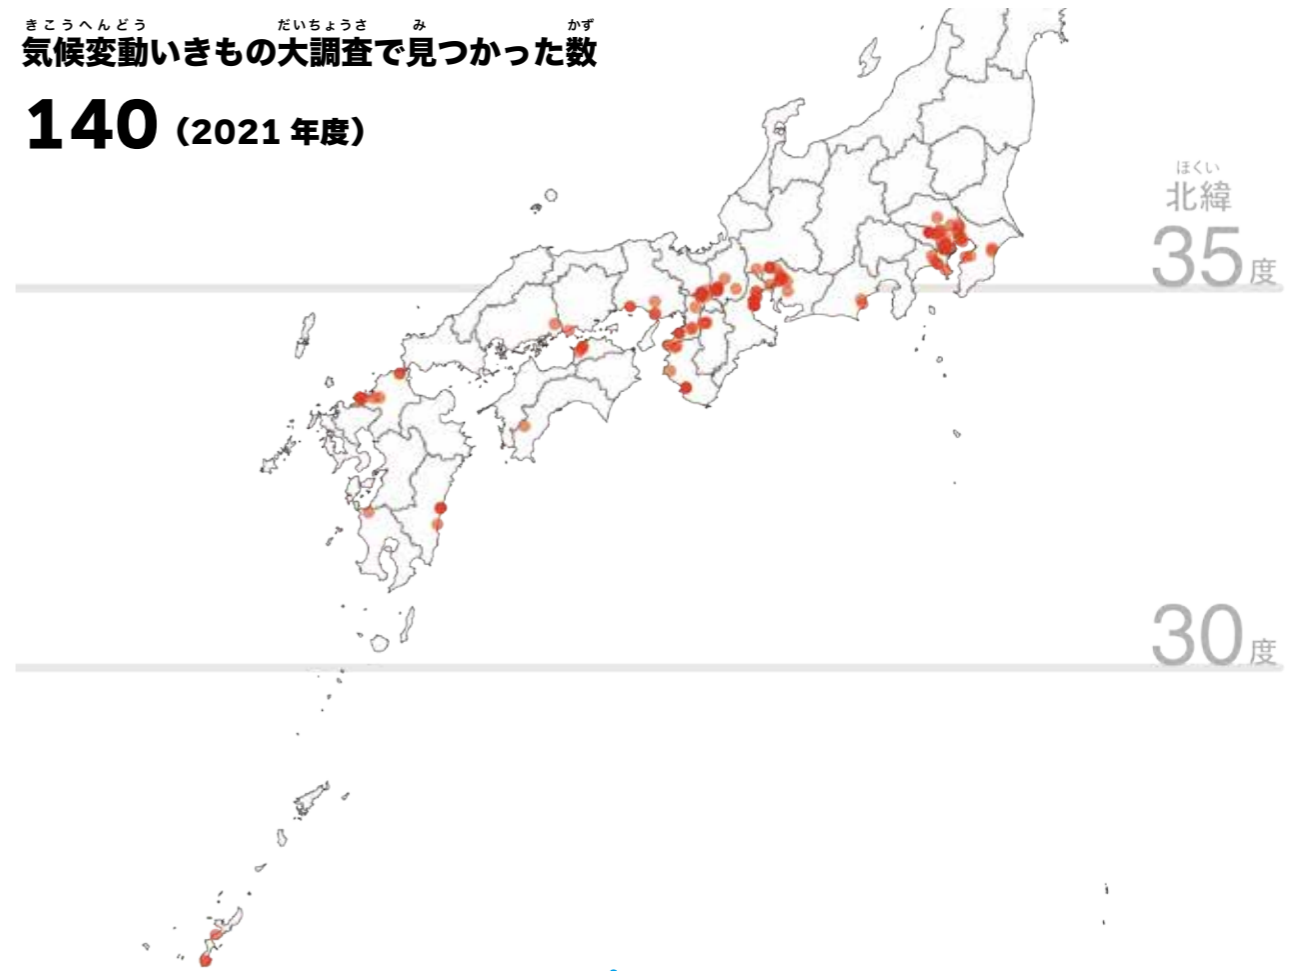 きこうへんどう だいちょうさ み かず
気候変動いきもの大調査で見つかった数
140（2021 年度）
ほくい
北緯
35度
30度